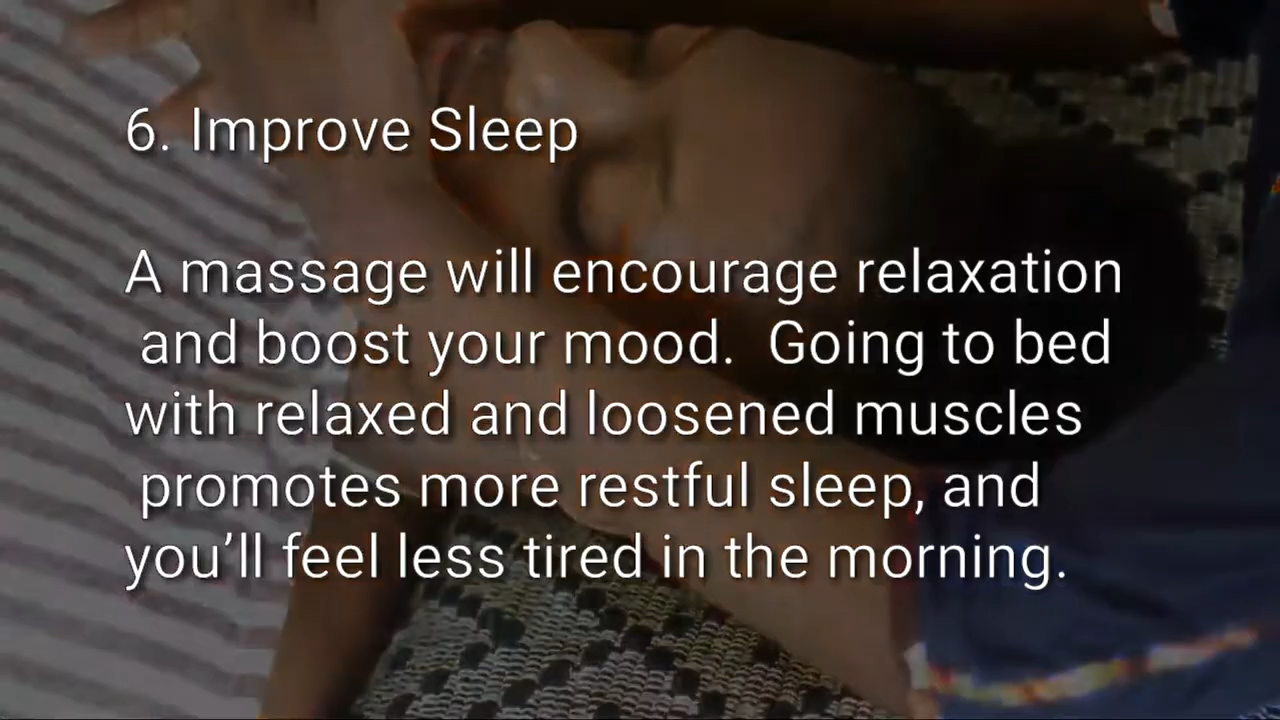 6. Improve Sleep
A massage will encourage relaxation
and boost your mood.  Going to bed
with relaxed and loosened muscles
promotes more restful sleep, and
you’ll feel less tired in the morning.